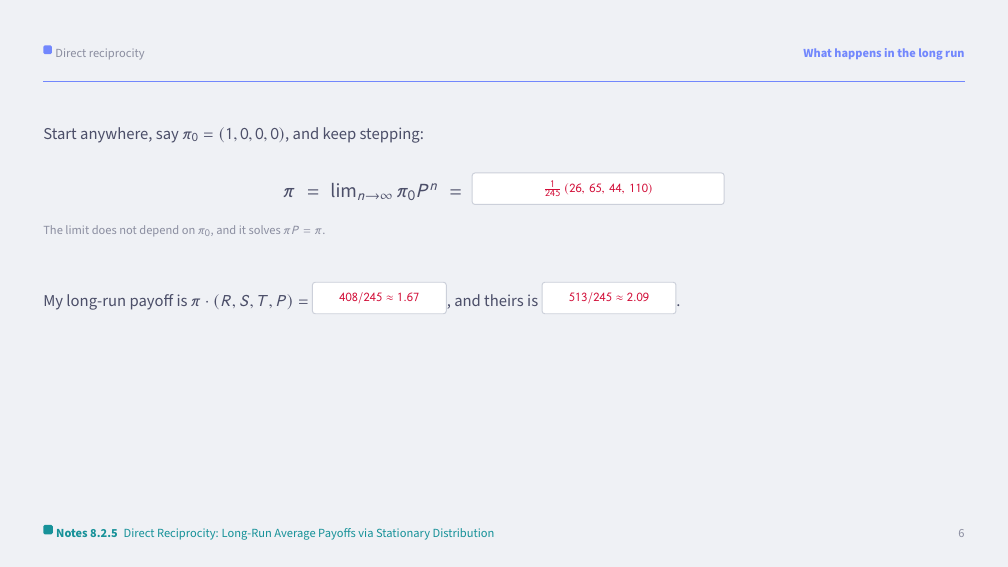 Direct reciprocity
What happens in the long run
Start anywhere, say π₀ = (1, 0, 0, 0), and keep stepping:
π = limₙ→∞ π₀Pⁿ = 1/245 (26, 65, 44, 110)
The limit does not depend on π₀, and it solves πP = π.
My long-run payoff is π · (R, S, T, P) = 408/245 ≈ 1.67, and theirs is 513/245 ≈ 2.09.
Notes 8.2.5 Direct Reciprocity: Long-Run Average Payoffs via Stationary Distribution
6